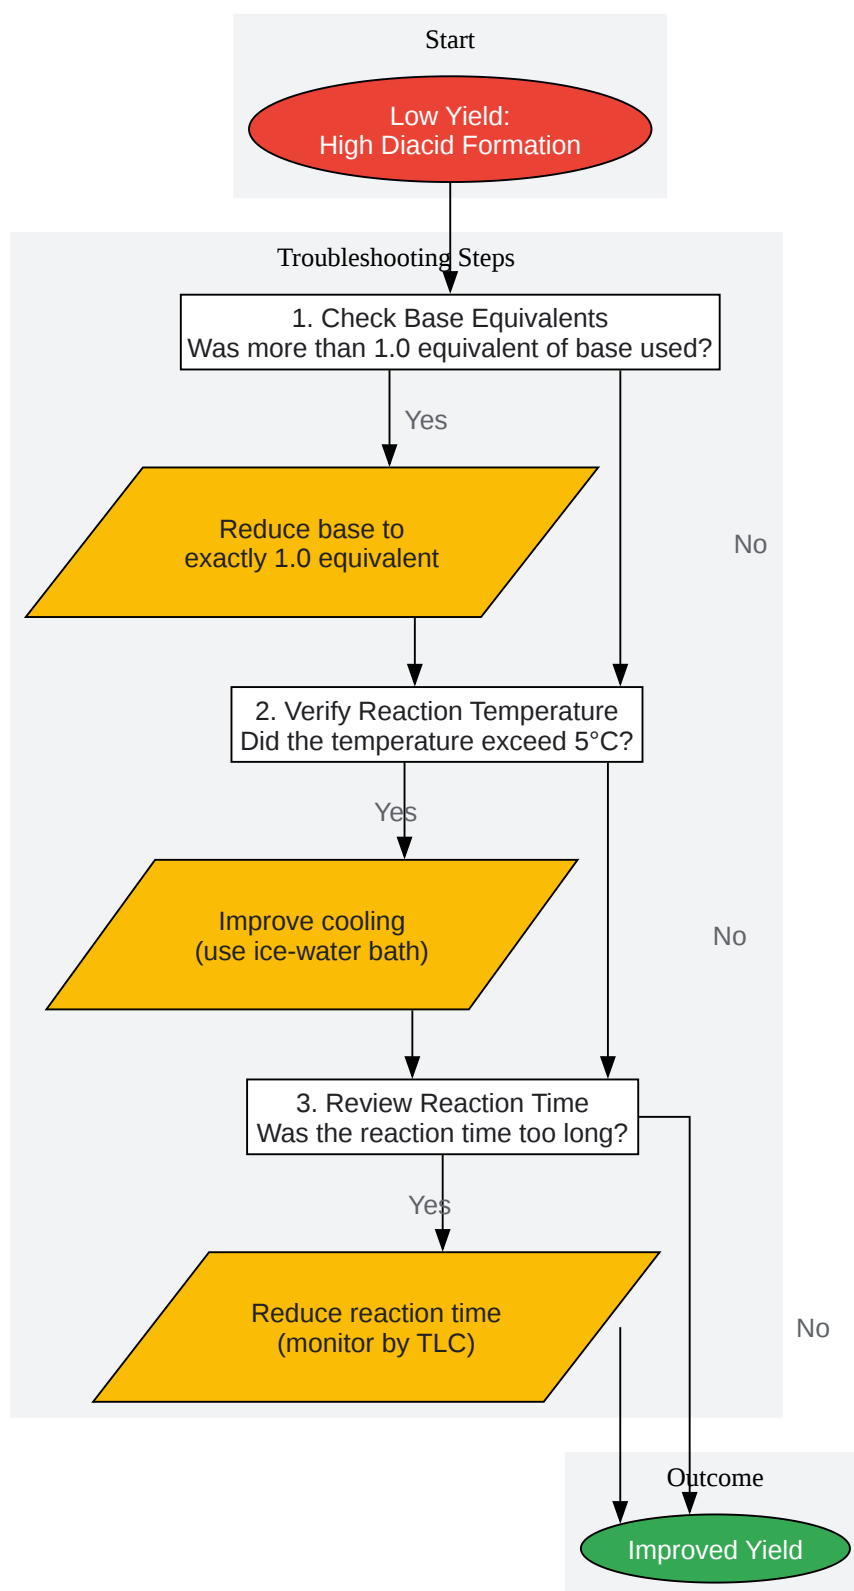 Start
Low Yield:
High Diacid Formation
Troubleshooting Steps
1. Check Base Equivalents
Was more than 1.0 equivalent of base used?
Yes
Reduce base to
exactly 1.0 equivalent
No
2. Verify Reaction Temperature
Did the temperature exceed 5°C?
Yes
Improve cooling
(use ice-water bath)
No
3. Review Reaction Time
Was the reaction time too long?
Yes
Reduce reaction time
(monitor by TLC)
No
Outcome
Improved Yield